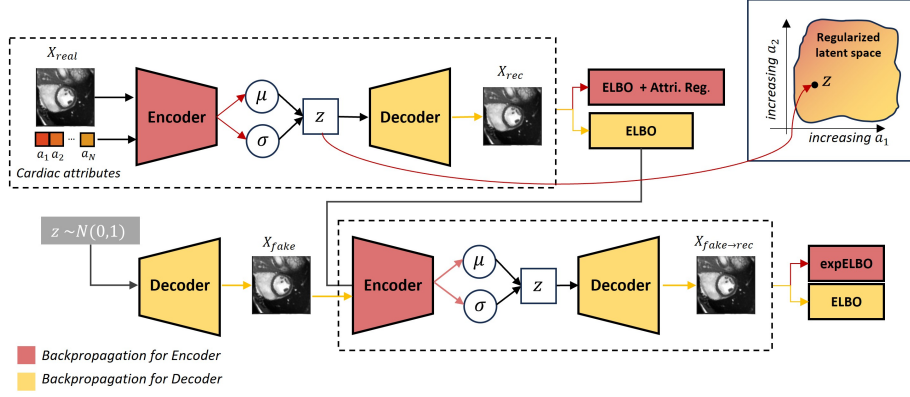 X_real
a_1 a_2 ... a_N
Cardiac attributes
Encoder
μ
σ
z
Decoder
X_rec
ELBO + Attri. Reg.
ELBO
increasing a_2
Regularized
latent space
z
increasing a_1
z ~N(0,1)
Decoder
X_fake
Encoder
μ
σ
z
Decoder
X_fake→rec
expELBO
ELBO
Backpropagation for Encoder
Backpropagation for Decoder